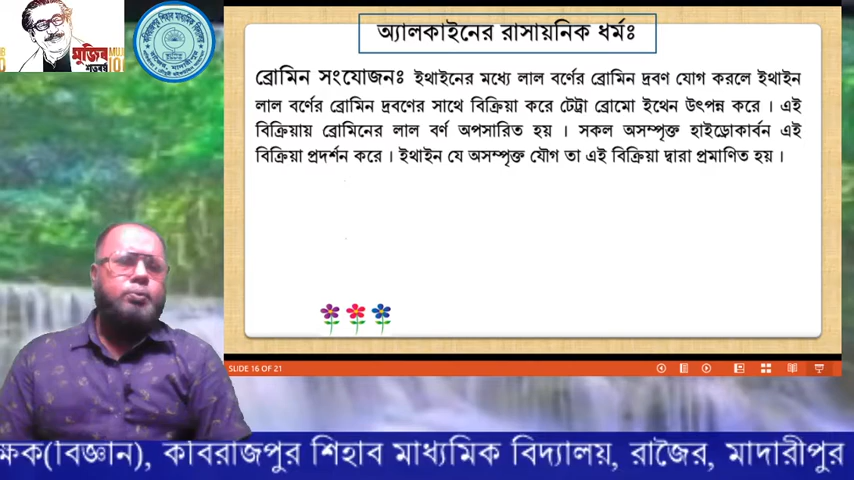 মুজিব
শতবর্ষ
অ্যালকাইনের রাসায়নিক ধর্মঃ
ব্রোমিন সংযোজনঃ ইথাইনের মধ্যে লাল বর্ণের ব্রোমিন দ্রবণ যোগ করলে ইথাইন
লাল বর্ণের ব্রোমিন দ্রবণের সাথে বিক্রিয়া করে টেট্রা ব্রোমো ইথেন উৎপন্ন করে । এই
বিক্রিয়ায় ব্রোমিনের লাল বর্ণ অপসারিত হয় । সকল অসম্পৃক্ত হাইড্রোকার্বন এই
বিক্রিয়া প্রদর্শন করে । ইথাইন যে অসম্পৃক্ত যৌগ তা এই বিক্রিয়া দ্বারা প্রমাণিত হয় ।
SLIDE 16 OF 21
ক্ষক(বিজ্ঞান), কাবরাজপুর শিহাব মাধ্যমিক বিদ্যালয়, রাজৈর, মাদারীপুর